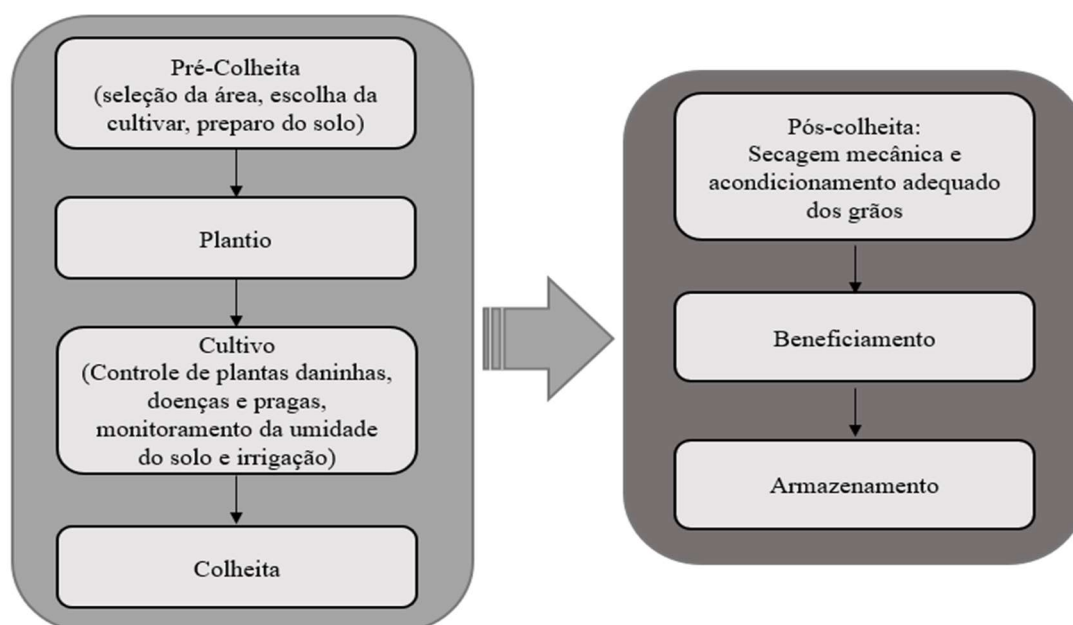 Pré-Colheita
(seleção da área, escolha da
cultivar, preparo do solo)
Plantio
Cultivo
(Controle de plantas daninhas,
doenças e pragas,
monitoramento da umidade
do solo e irrigação)
Colheita
Pós-colheita:
Secagem mecânica e
acondicionamento adequado
dos grãos
Beneficiamento
Armazenamento